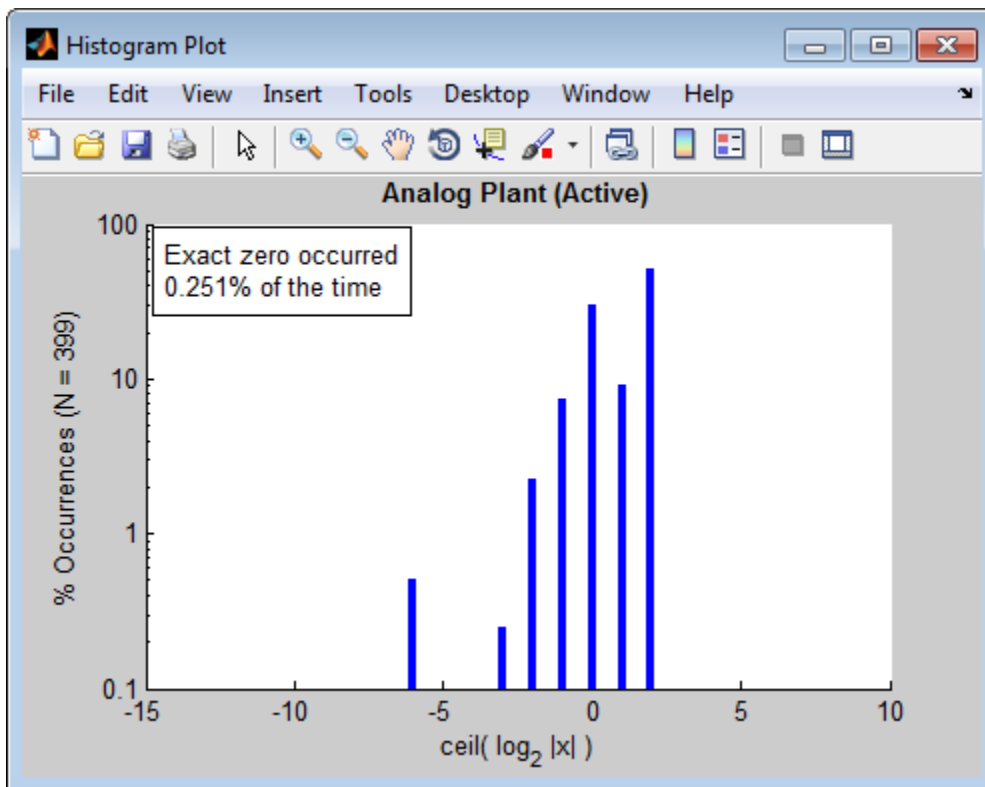 Histogram Plot
File Edit View Insert Tools Desktop Window Help
Analog Plant (Active)
Exact zero occurred
0.251% of the time
100
10
1
0.1
% Occurrences (N = 399)
-15 -10 -5 0 5 10
ceil( log2 |x| )